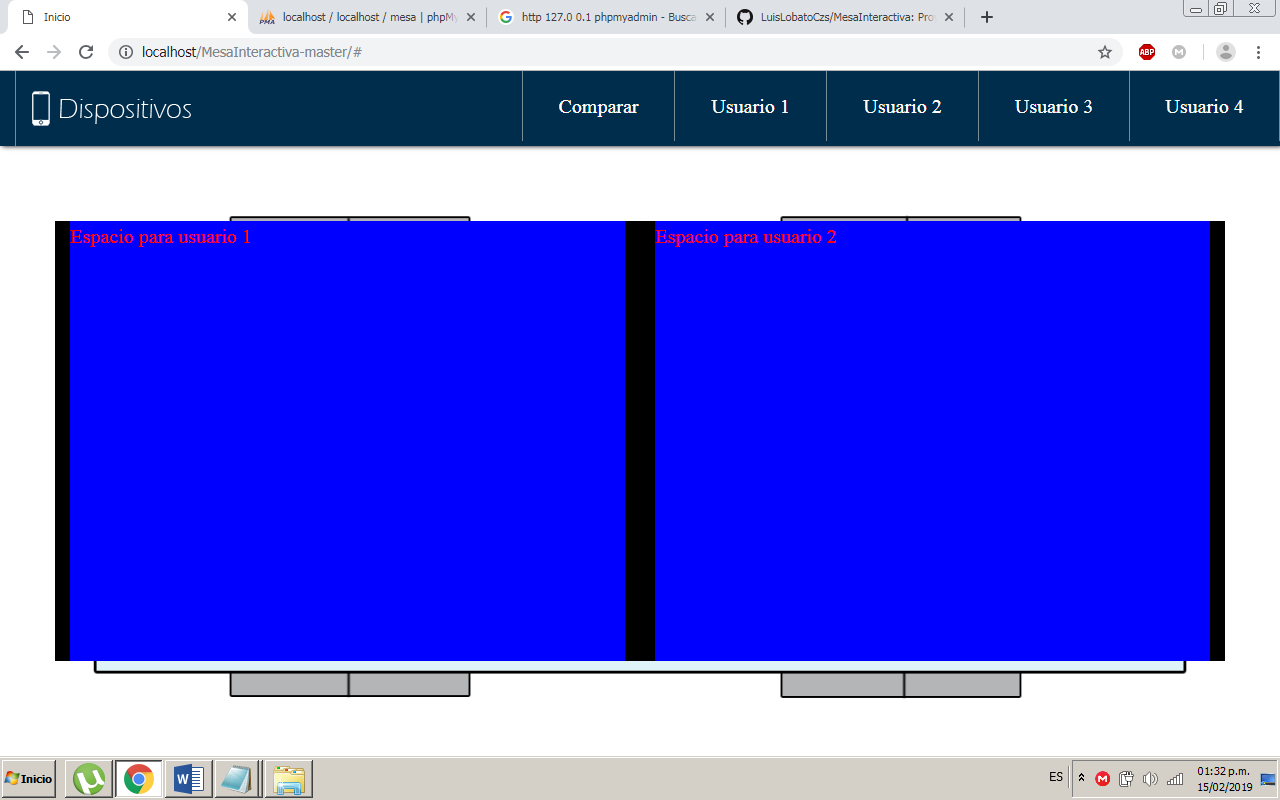 Inicio
localhost / localhost / mesa | phpMy
http 127.0 0.1 phpmyadmin - Busca
LuisLobatoCzs/MesaInteractiva: Pro
localhost/MesaInteractiva-master/#
ABP
M
Dispositivos
Comparar
Usuario 1
Usuario 2
Usuario 3
Usuario 4
Espacio para usuario 1
Espacio para usuario 2
Inicio
ES
01:32 p.m.
15/02/2019